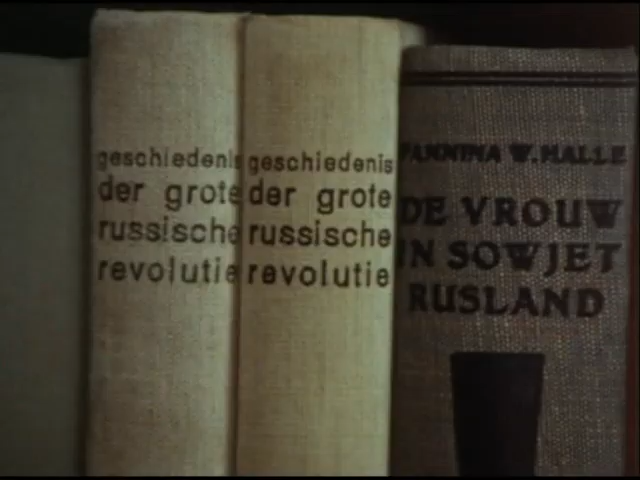 geschiedenis
der grote
russische
revolutie
geschiedenis
der grote
russische
revolutie
FANNINA W. HALLE
DE VROUW
IN SOWJET
RUSLAND